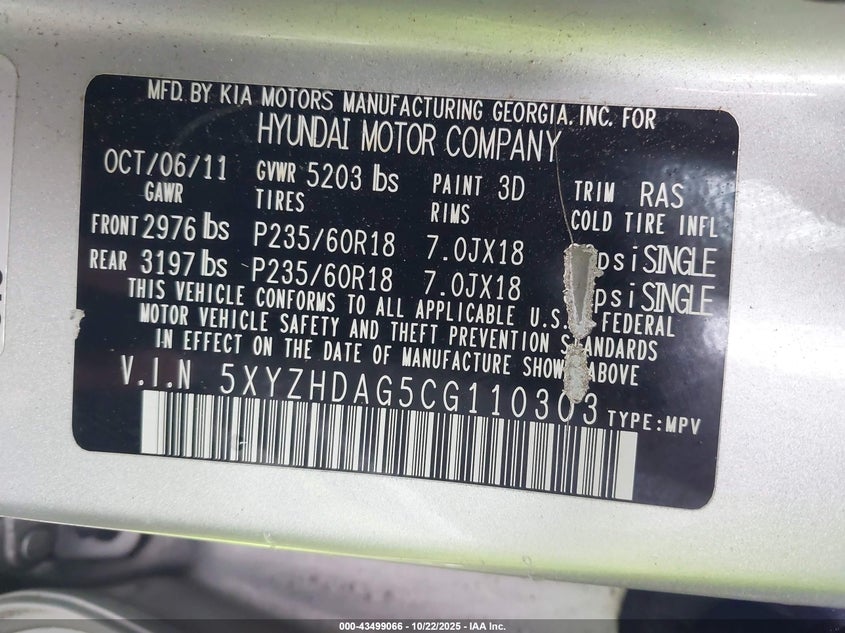 MFD. BY KIA MOTORS MANUFACTURING GEORGIA. INC. FOR
HYUNDAI MOTOR COMPANY
OCT/06/11 GVWR 5203 lbs PAINT 3D TRIM RAS
GAWR TIRES RIMS COLD TIRE INFL
FRONT 2976 lbs P235/60R18 7.0JX18 psi SINGLE
REAR 3197 lbs P235/60R18 7.0JX18 psi SINGLE
THIS VEHICLE CONFORMS TO ALL APPLICABLE U.S. FEDERAL
MOTOR VEHICLE SAFETY AND THEFT PREVENTION STANDARDS
IN EFFECT ON THE DATE OF MANUFACTURE SHOWN ABOVE
V.I.N 5XYZHDAG5CG110303 TYPE:MPV
000-43499066 - 10/22/2025 - IAA Inc.